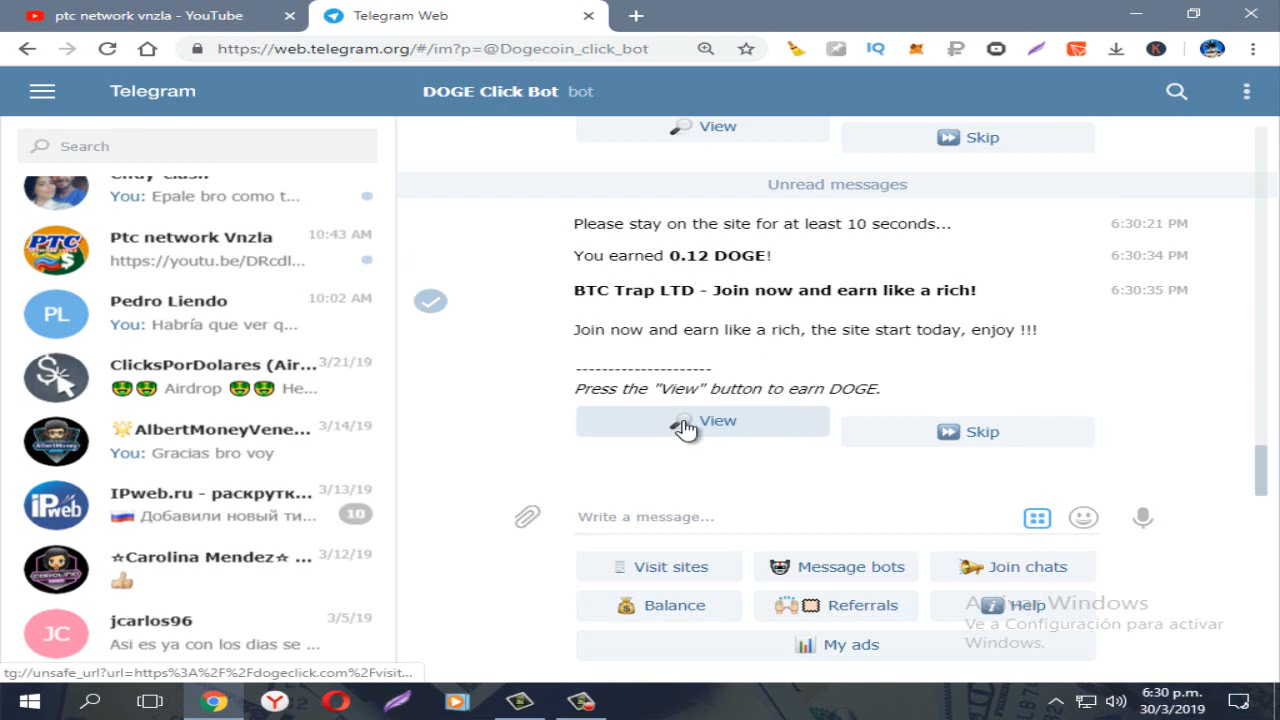 ptc network vnzla - YouTube
Telegram Web
https://web.telegram.org/#/im?p=@Dogecoin_click_bot
Telegram
DOGE Click Bot bot
Search
You: Epale bro como t...
Ptc network Vnzla 10:43 AM
https://youtu.be/DRcdl...
PL
Pedro Liendo 10:02 AM
You: Habría que ver q...
ClicksPorDolares (Air... 3/21/19
Airdrop He...
AlbertMoneyVene... 3/14/19
You: Gracias bro voy
IPweb.ru - раскрутк... 3/13/19
Добавили новый ти... 10
☆Carolina Mendez☆ ... 3/12/19
👍
JC
jcarlos96 3/5/19
Asi es ya con los dias se ...
View
Skip
Unread messages
Please stay on the site for at least 10 seconds... 6:30:21 PM
You earned 0.12 DOGE! 6:30:34 PM
BTC Trap LTD - Join now and earn like a rich! 6:30:35 PM
Join now and earn like a rich, the site start today, enjoy !!!
---------------------
Press the "View" button to earn DOGE.
View
Skip
Write a message...
Visit sites
Message bots
Join chats
Balance
Referrals
Help
My ads
Activar Windows
Ve a Configuración para activar
Windows.
tg://unsafe_url?url=https%3A%2F%2Fdogeclick.com%2Fvisit...
6:30 p.m.
30/3/2019